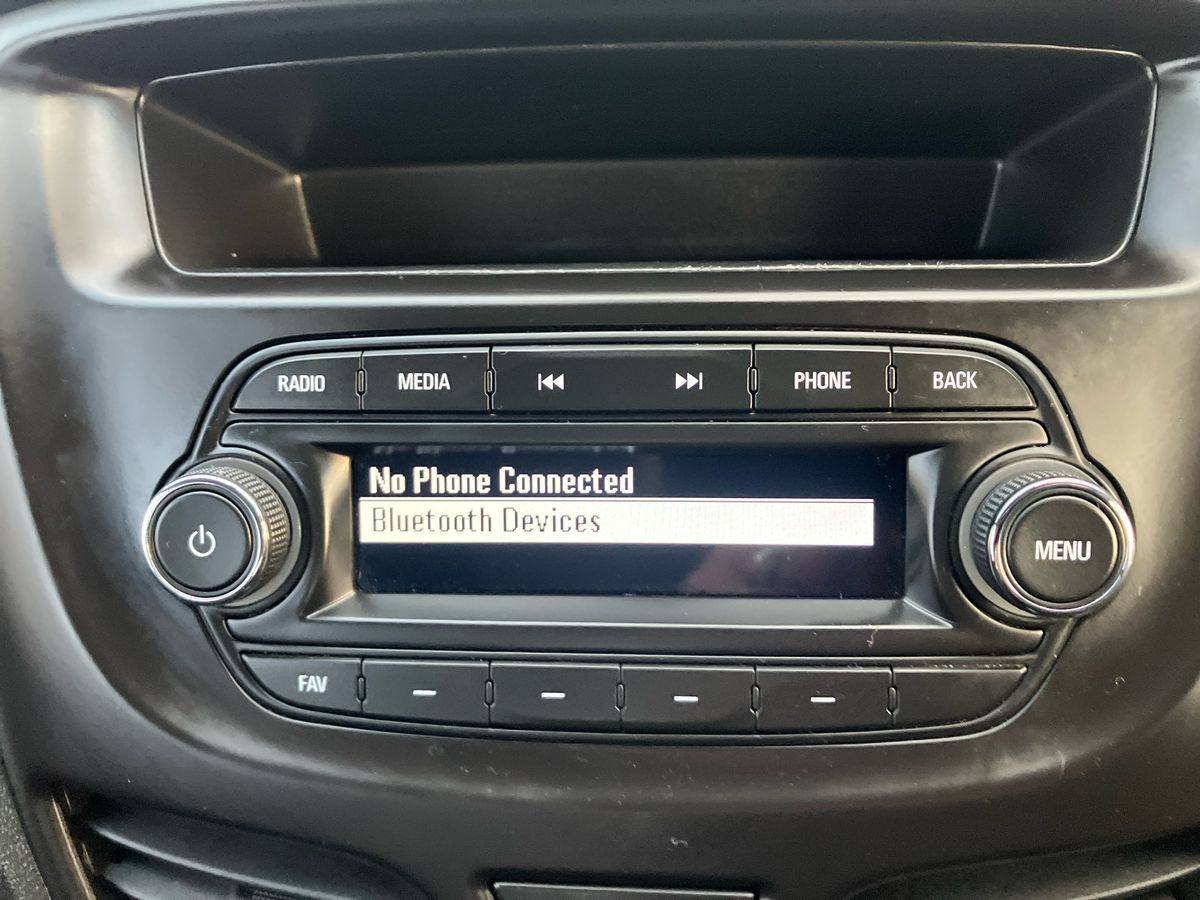 RADIO MEDIA PHONE BACK
No Phone Connected
Bluetooth Devices
MENU
FAV